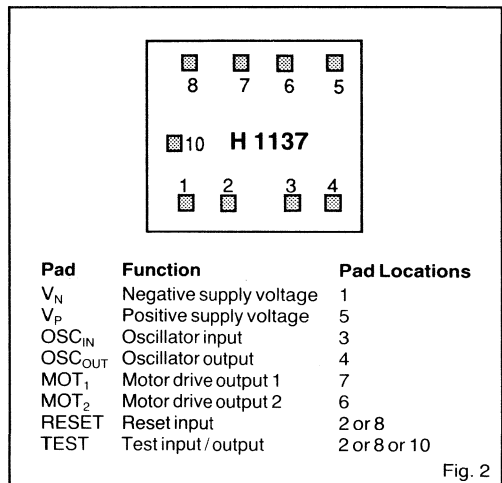 8 7 6 5
10 H 1137
1 2 3 4
Pad Function Pad Locations
VN Negative supply voltage 1
VP Positive supply voltage 5
OSCIN Oscillator input 3
OSCOUT Oscillator output 4
MOT1 Motor drive output 1 7
MOT2 Motor drive output 2 6
RESET Reset input 2 or 8
TEST Test input / output 2 or 8 or 10
Fig. 2